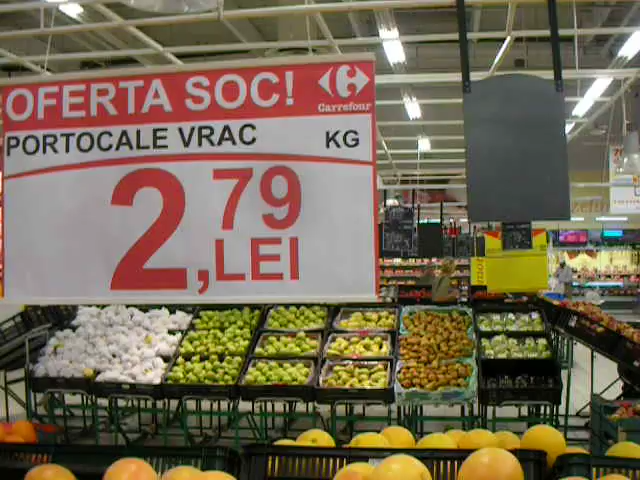 OFERTA SOC!
Carrefour
PORTOCALE VRAC KG
2,79
LEI